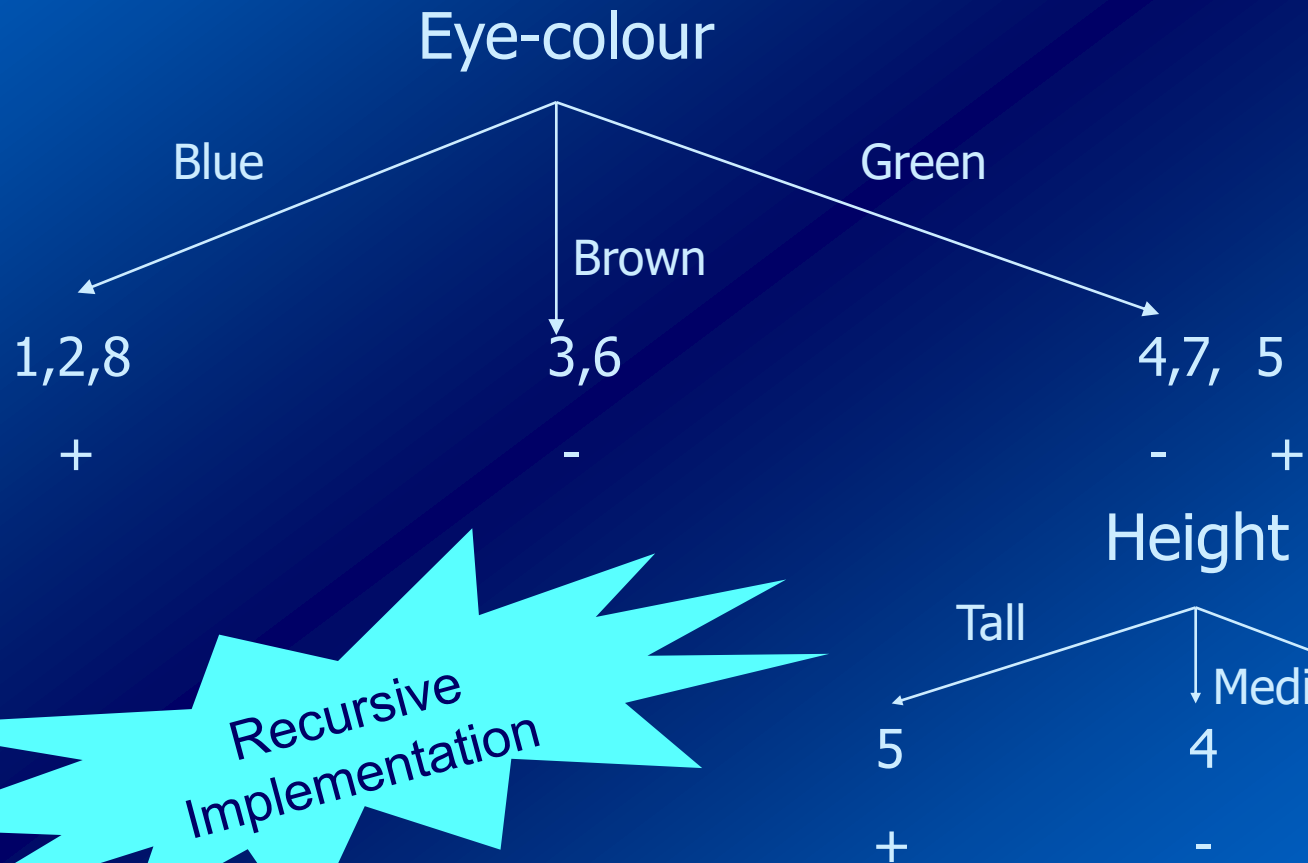 Eye-colour
Blue
Green
Brown
1,2,8
3,6
4,7, 5
+
-
- +
Height
Tall
Medi
Recursive
Implementation
5
4
+
-